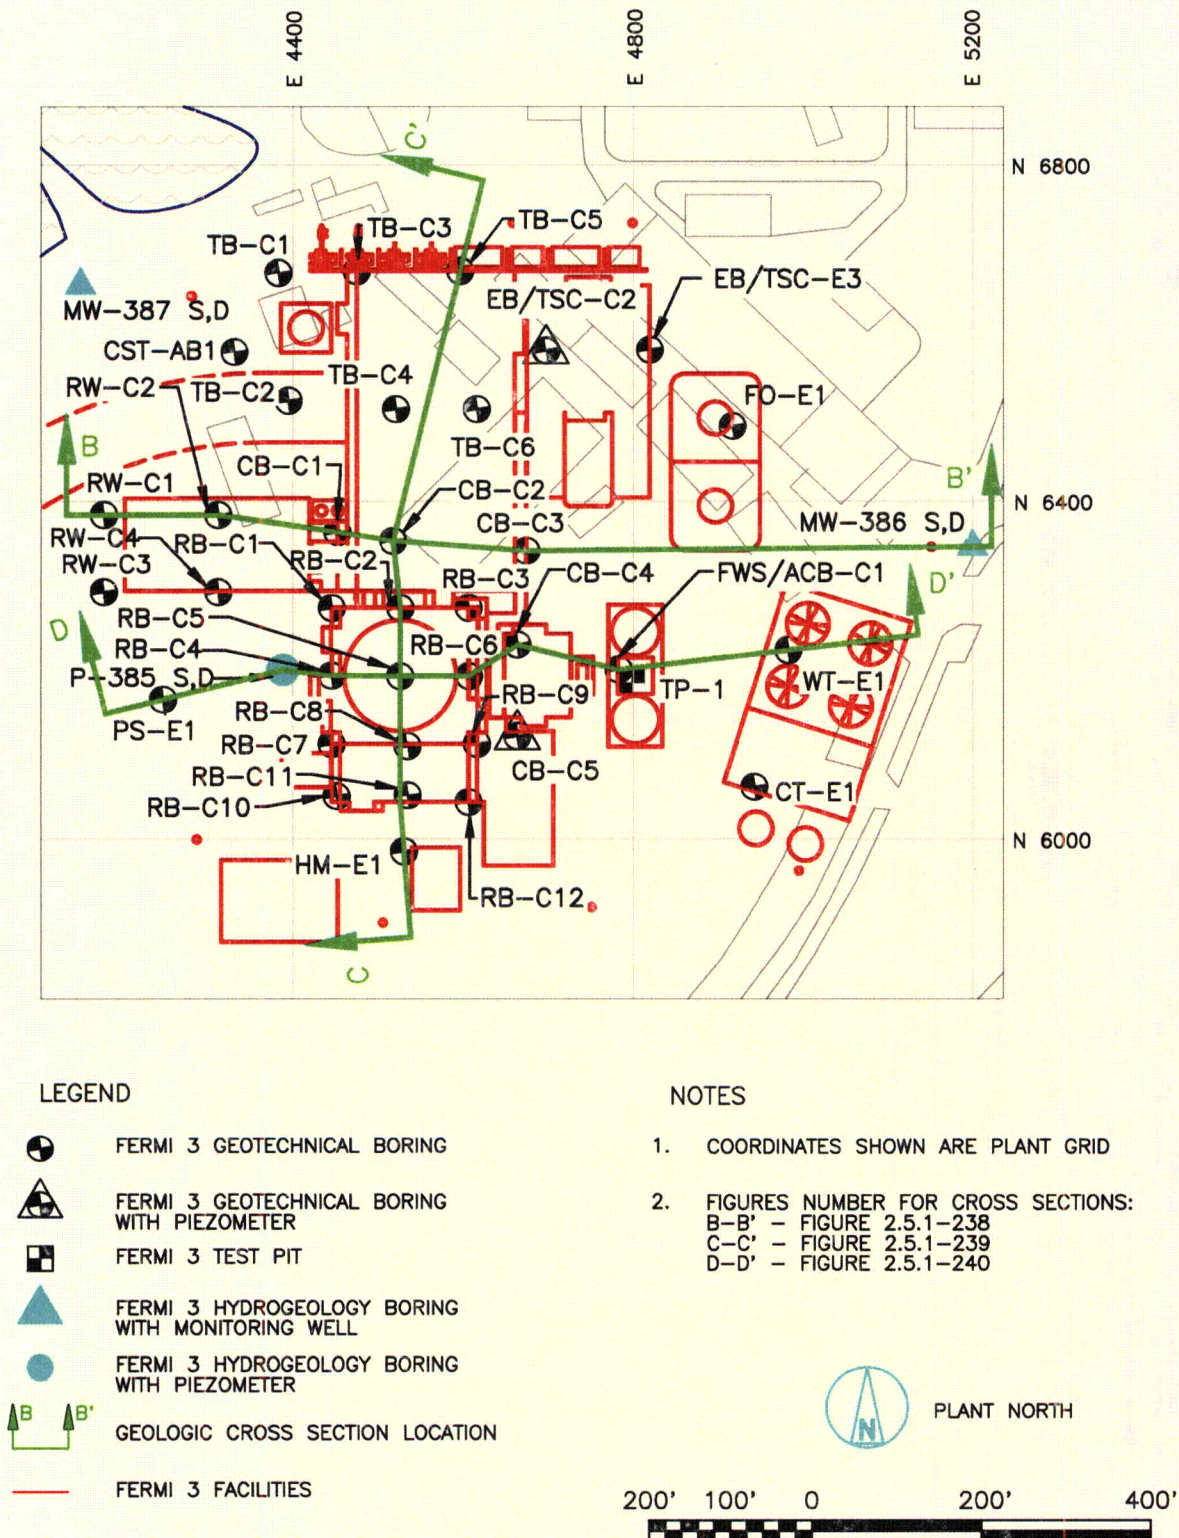 E 4400
E 4800
E 5200
C'
N 6800
TB-C3
TB-C5
TB-C1
EB/TSC-E3
EB/TSC-C2
MW-387 S,D
CST-AB1
TB-C4
RW-C2
TB-C2
FO-E1
B
TB-C6
CB-C1
B'
RW-C1
CB-C2
N 6400
CB-C3
MW-386 S,D
RW-C4
RB-C1
RB-C2
RW-C3
RB-C3
CB-C4
FWS/ACB-C1
D'
RB-C5
D
RB-C6
RB-C4
P-385 S,D
RB-C9
TP-1
WT-E1
RB-C8
PS-E1
RB-C7
CB-C5
RB-C11
CT-E1
RB-C10
N 6000
HM-E1
RB-C12
C
LEGEND
FERMI 3 GEOTECHNICAL BORING
FERMI 3 GEOTECHNICAL BORING
WITH PIEZOMETER
FERMI 3 TEST PIT
FERMI 3 HYDROGEOLOGY BORING
WITH MONITORING WELL
FERMI 3 HYDROGEOLOGY BORING
WITH PIEZOMETER
B B'
GEOLOGIC CROSS SECTION LOCATION
FERMI 3 FACILITIES
NOTES
1. COORDINATES SHOWN ARE PLANT GRID
2. FIGURES NUMBER FOR CROSS SECTIONS:
B-B' - FIGURE 2.5.1-238
C-C' - FIGURE 2.5.1-239
D-D' - FIGURE 2.5.1-240
N
PLANT NORTH
200' 100' 0 200' 400'